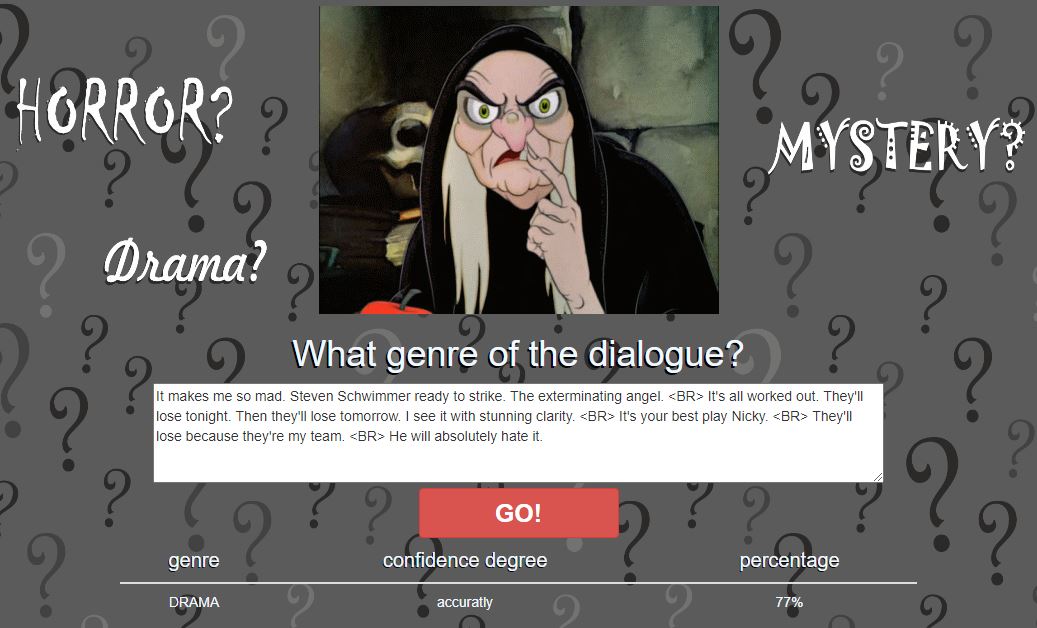 HORROR?
MYSTERY?
Drama?
What genre of the dialogue?
It makes me so mad. Steven Schwimmer ready to strike. The exterminating angel. <BR> It's all worked out. They'll
lose tonight. Then they'll lose tomorrow. I see it with stunning clarity. <BR> It's your best play Nicky. <BR> They'll
lose because they're my team. <BR> He will absolutely hate it.
GO!
genre confidence degree percentage
DRAMA accuratly 77%